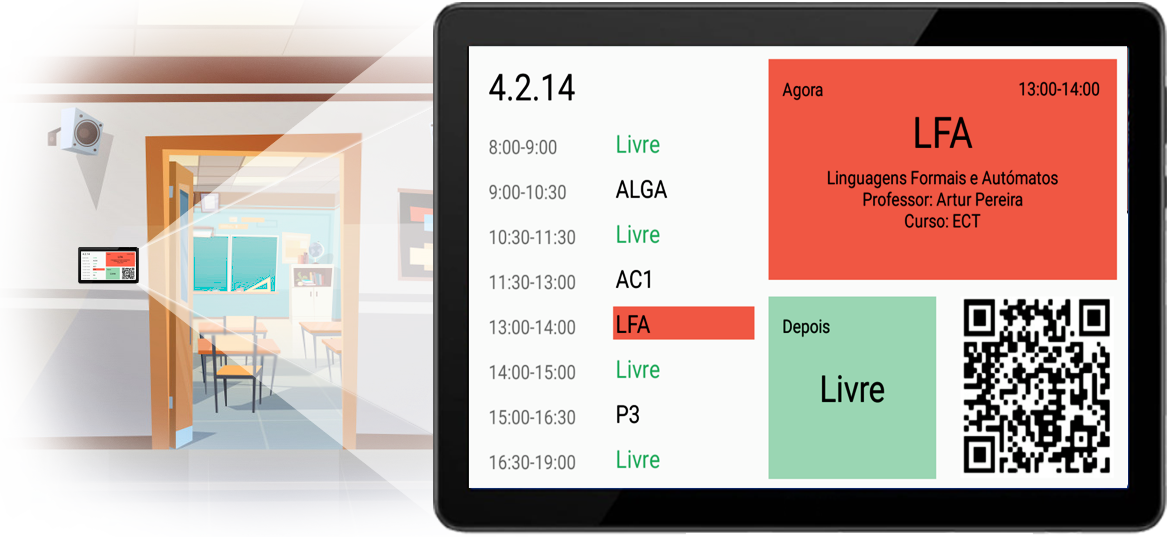 4.2.14
8:00-9:00 Livre
9:00-10:30 ALGA
10:30-11:30 Livre
11:30-13:00 AC1
13:00-14:00 LFA
14:00-15:00 Livre
15:00-16:30 P3
16:30-19:00 Livre
Agora 13:00-14:00
LFA
Linguagens Formais e Autómatos
Professor: Artur Pereira
Curso: ECT
Depois
Livre